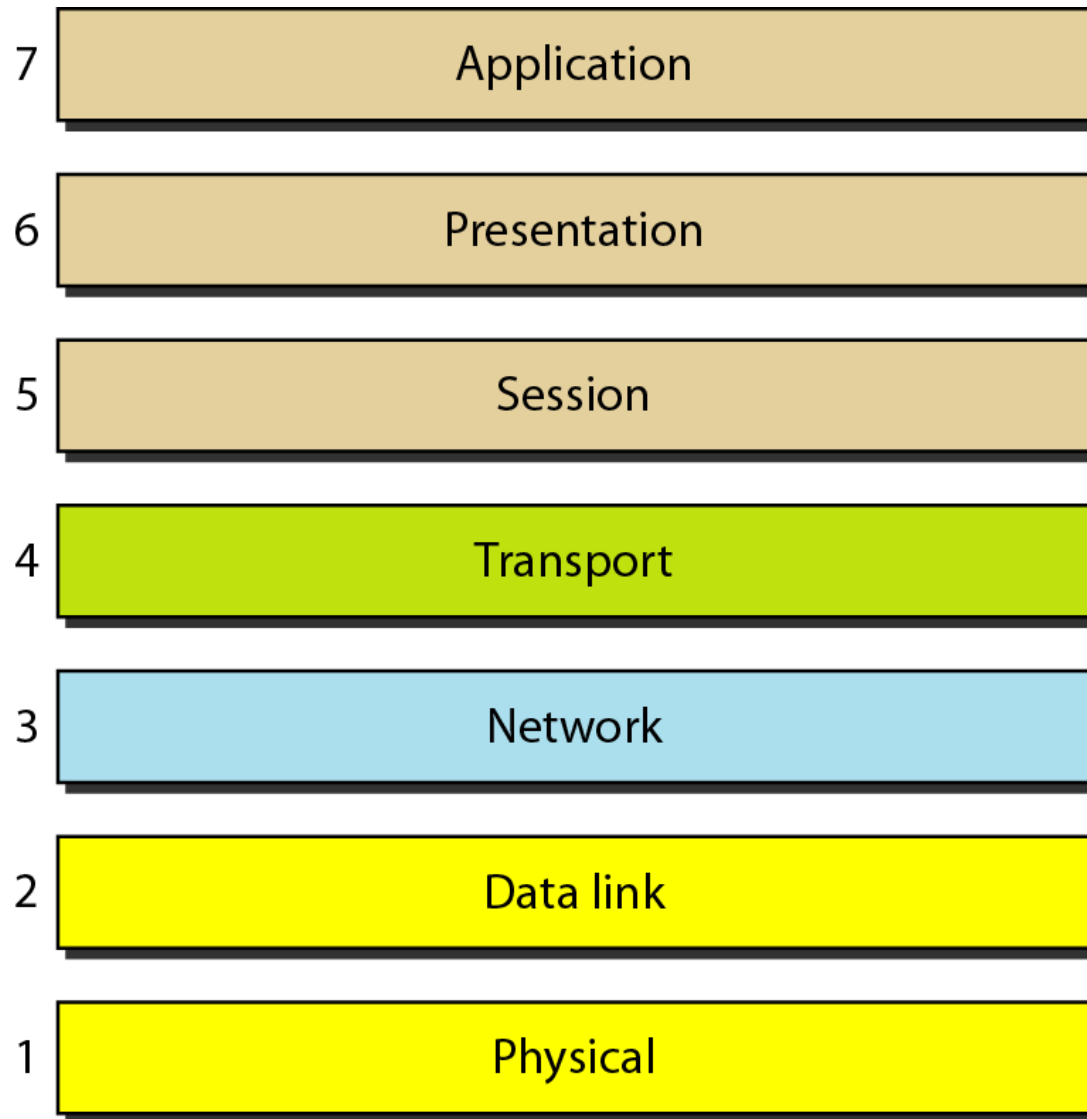 7 Application
6 Presentation
5 Session
4 Transport
3 Network
2 Data link
1 Physical